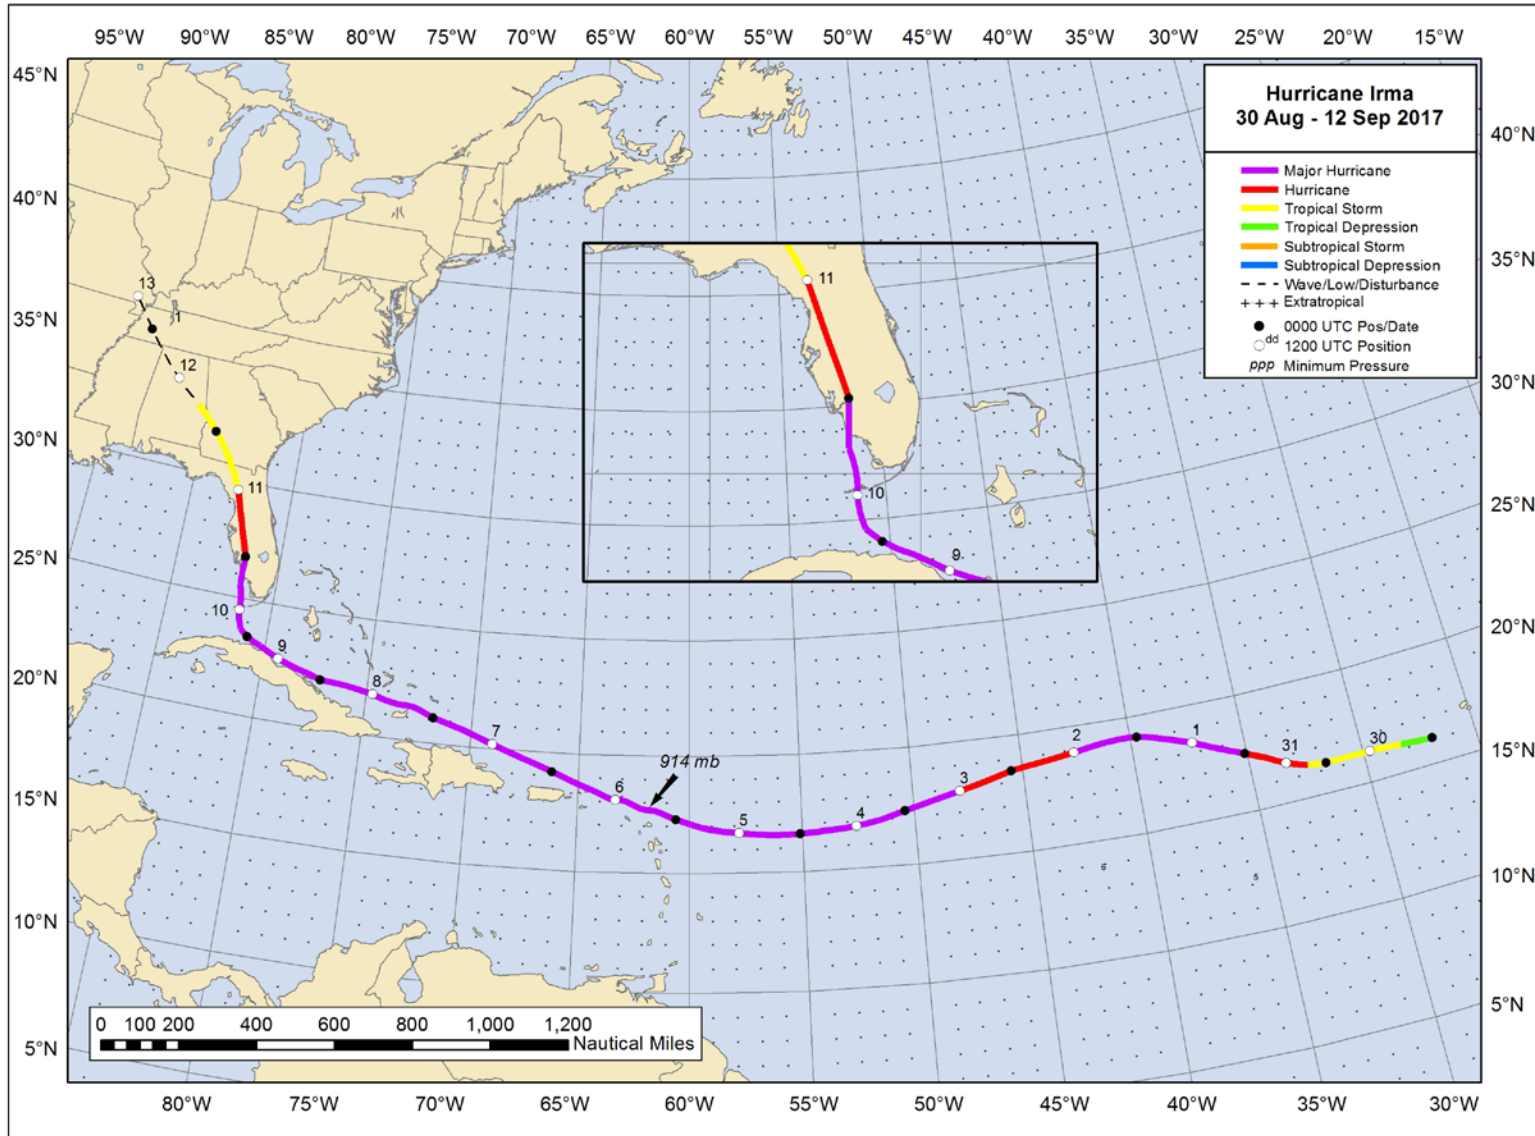 95°W 90°W 85°W 80°W 75°W 70°W 65°W 60°W 55°W 50°W 45°W 40°W 35°W 30°W 25°W 20°W 15°W
45°N
40°N
35°N
30°N
25°N
20°N
15°N
10°N
5°N
Hurricane Irma
30 Aug - 12 Sep 2017
Major Hurricane
Hurricane
Tropical Storm
Tropical Depression
Subtropical Storm
Subtropical Depression
Wave/Low/Disturbance
+++ Extratropical
0000 UTC Pos/Date
dd 1200 UTC Position
ppp Minimum Pressure
40°N
35°N
30°N
25°N
20°N
15°N
10°N
5°N
13
1
12
11
10
9
8
7
6
914 mb
5
4
3
2
1
31
30
11
10
9
0 100 200 400 600 800 1,000 1,200
Nautical Miles
80°W 75°W 70°W 65°W 60°W 55°W 50°W 45°W 40°W 35°W 30°W